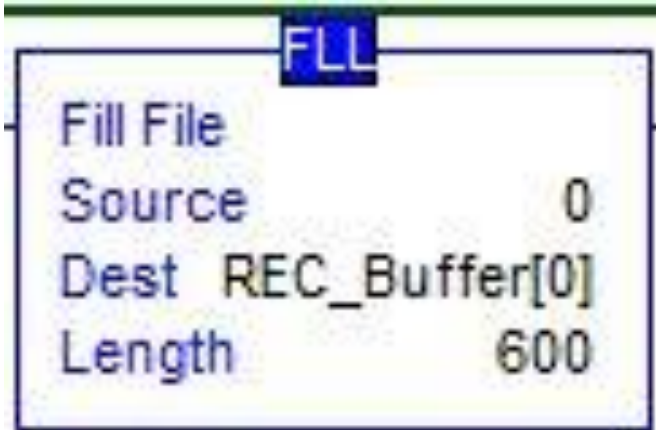 FLL
Fill File
Source 0
Dest REC_Buffer[0]
Length 600